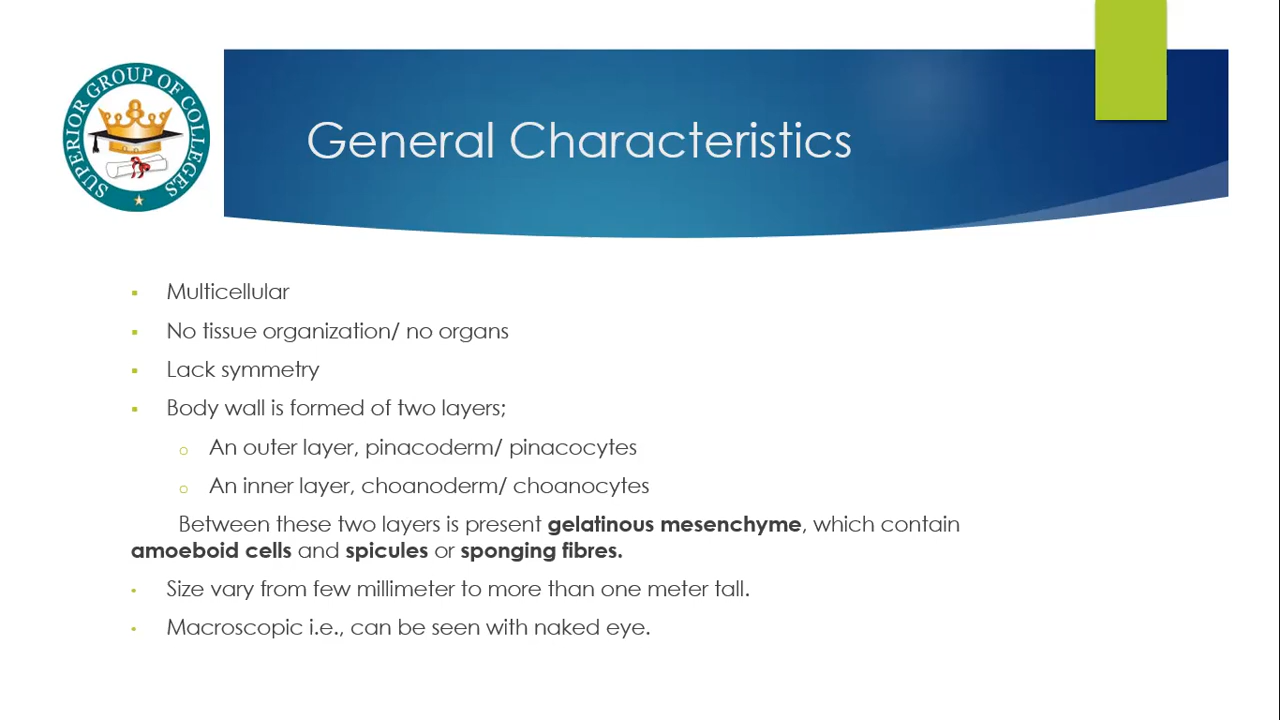 SUPERIOR GROUP OF COLLEGES
General Characteristics
Multicellular
No tissue organization/ no organs
Lack symmetry
Body wall is formed of two layers;
An outer layer, pinacoderm/ pinacocytes
An inner layer, choanoderm/ choanocytes
Between these two layers is present gelatinous mesenchyme, which contain
amoeboid cells and spicules or sponging fibres.
Size vary from few millimeter to more than one meter tall.
Macroscopic i.e., can be seen with naked eye.